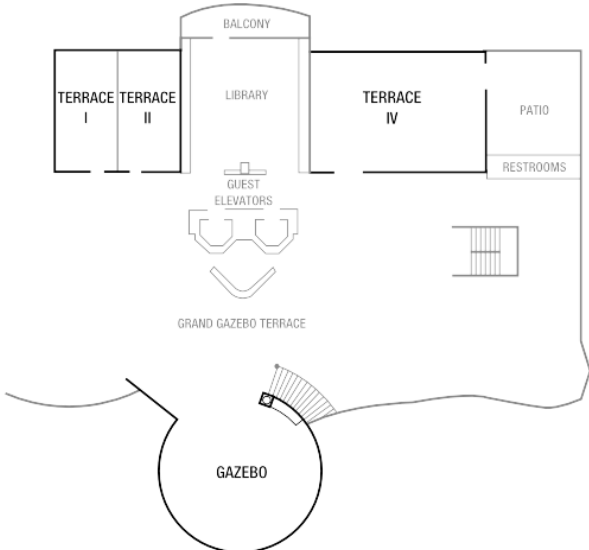 BALCONY
TERRACE
I
TERRACE
II
LIBRARY
TERRACE
IV
PATIO
RESTROOMS
GUEST
ELEVATORS
GRAND GAZEBO TERRACE
GAZEBO